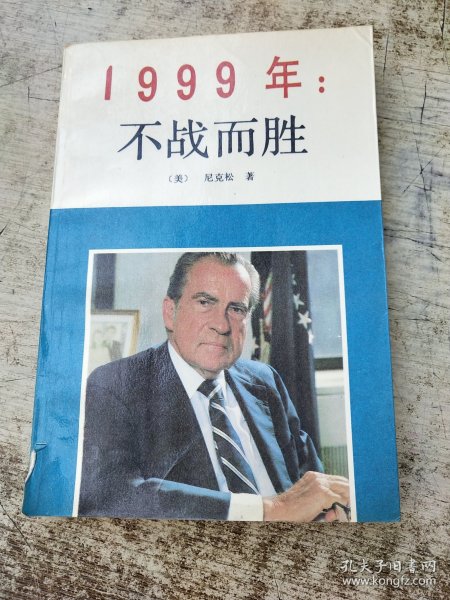 1999年：
不战而胜
（美） 尼克松 著
孔夫子旧书网
www.kongfz.com